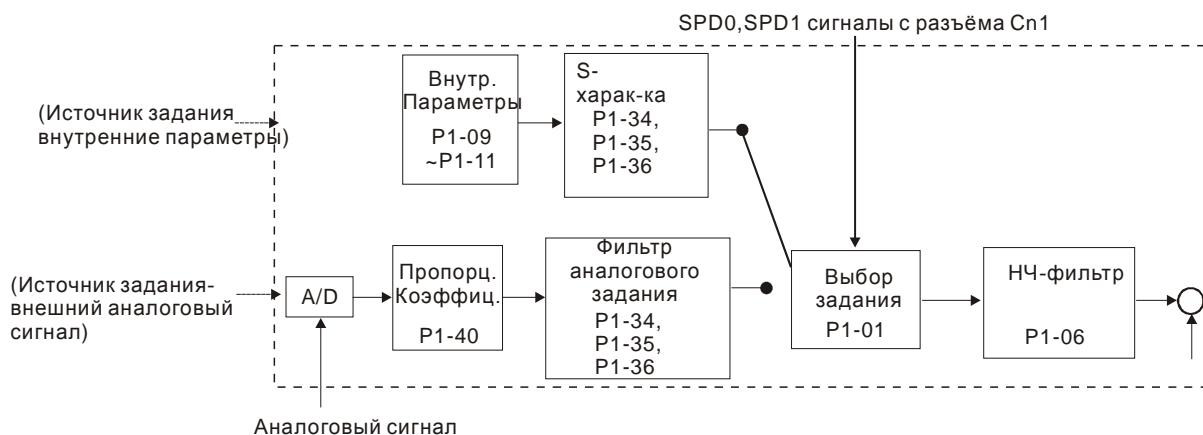 SPD0,SPD1 сигналы с разъёма Cn1
(Источник задания
внутренние параметры)
Внутр.
Параметры
P1-09
~P1-11
S-
харак-ка
P1-34,
P1-35,
P1-36
(Источник задания-
внешний аналоговый
сигнал)
A/D
Пропорц.
Коэффиц.
P1-40
Фильтр
аналогового
задания
P1-34,
P1-35,
P1-36
Выбор
задания
P1-01
НЧ-фильтр
P1-06
Аналоговый сигнал